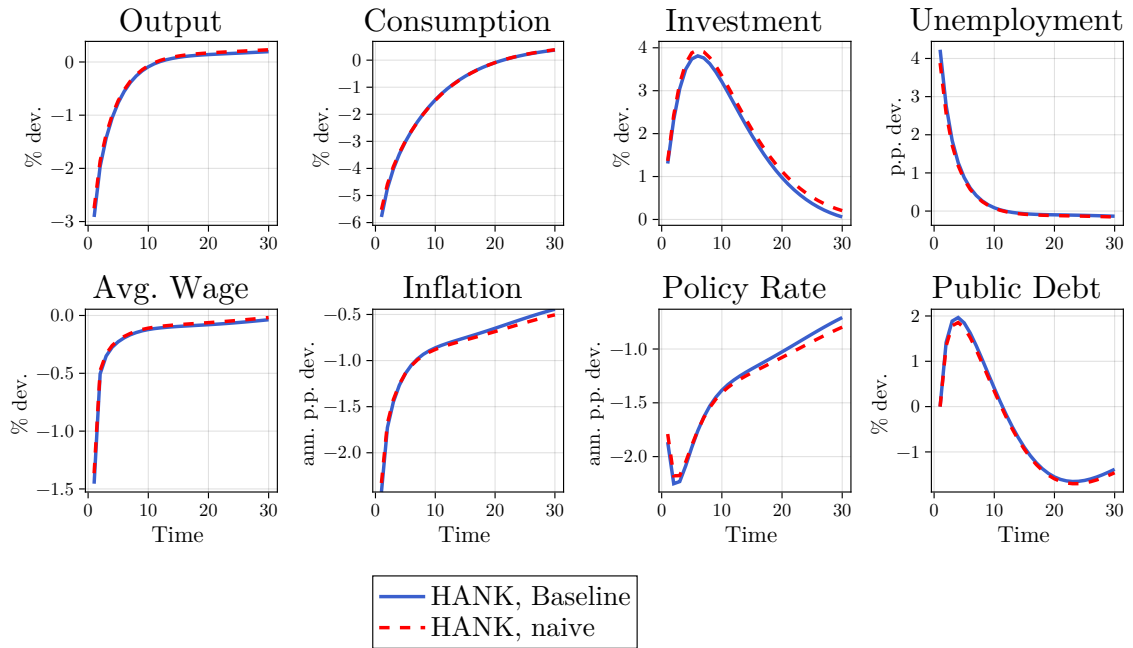 Output
Consumption
Investment
Unemployment
% dev.
0
−1
−2
−3
0 10 20 30
% dev.
0
−1
−2
−3
−4
−5
−6
0 10 20 30
% dev.
4
3
2
1
0
0 10 20 30
p.p. dev.
4
3
2
1
0
0 10 20 30
Avg. Wage
Inflation
Policy Rate
Public Debt
% dev.
0.0
−0.5
−1.0
−1.5
0 10 20 30
Time
ann. p.p. dev.
−0.5
−1.0
−1.5
−2.0
0 10 20 30
Time
ann. p.p. dev.
−1.0
−1.5
−2.0
0 10 20 30
Time
% dev.
2
1
0
−1
0 10 20 30
Time
HANK, Baseline
HANK, naive